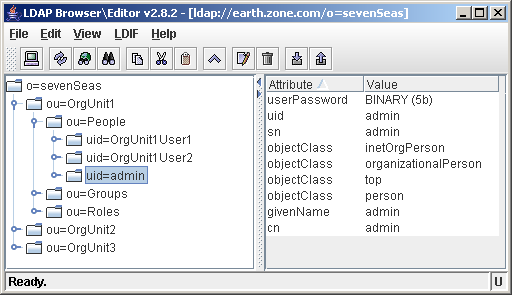 LDAP Browser\Editor v2.8.2 - [ldap://earth.zone.com/o=sevenSeas]
File Edit View LDIF Help
o=sevenSeas
ou=OrgUnit1
ou=People
uid=OrgUnit1User1
uid=OrgUnit1User2
uid=admin
ou=Groups
ou=Roles
ou=OrgUnit2
ou=OrgUnit3
Attribute Value
userPassword BINARY (5b)
uid admin
sn admin
objectClass inetOrgPerson
objectClass organizationalPerson
objectClass top
objectClass person
givenName admin
cn admin
Ready. U